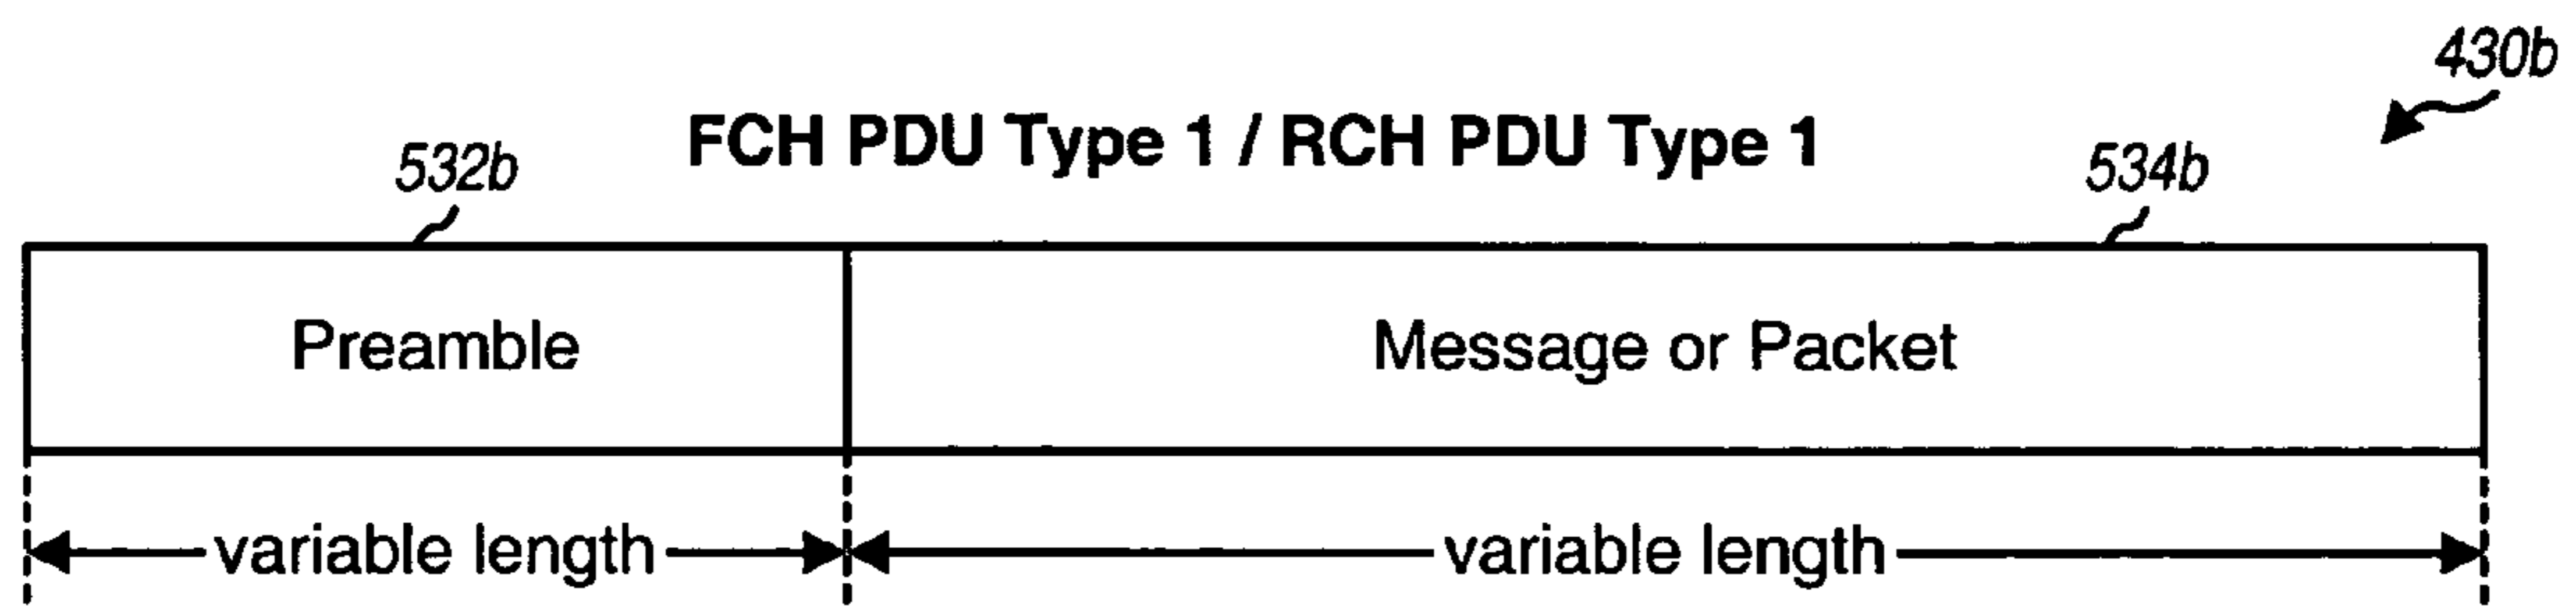 430b
FCH PDU Type 1 / RCH PDU Type 1
532b
534b
Preamble
Message or Packet
variable length
variable length